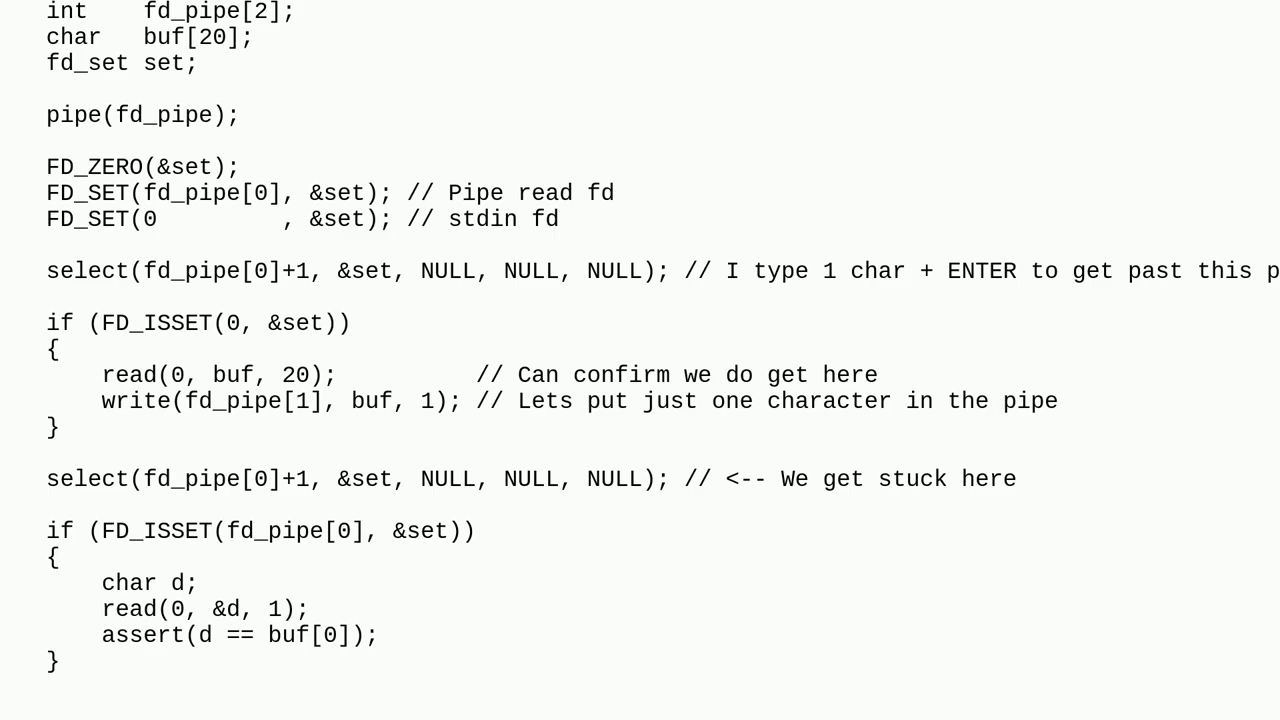 int    fd_pipe[2];
char   buf[20];
fd_set set;

pipe(fd_pipe);

FD_ZERO(&set);
FD_SET(fd_pipe[0], &set); // Pipe read fd
FD_SET(0         , &set); // stdin fd

select(fd_pipe[0]+1, &set, NULL, NULL, NULL); // I type 1 char + ENTER to get past this p

if (FD_ISSET(0, &set))
{
    read(0, buf, 20);          // Can confirm we do get here
    write(fd_pipe[1], buf, 1); // Lets put just one character in the pipe
}

select(fd_pipe[0]+1, &set, NULL, NULL, NULL); // <-- We get stuck here

if (FD_ISSET(fd_pipe[0], &set))
{
    char d;
    read(0, &d, 1);
    assert(d == buf[0]);
}